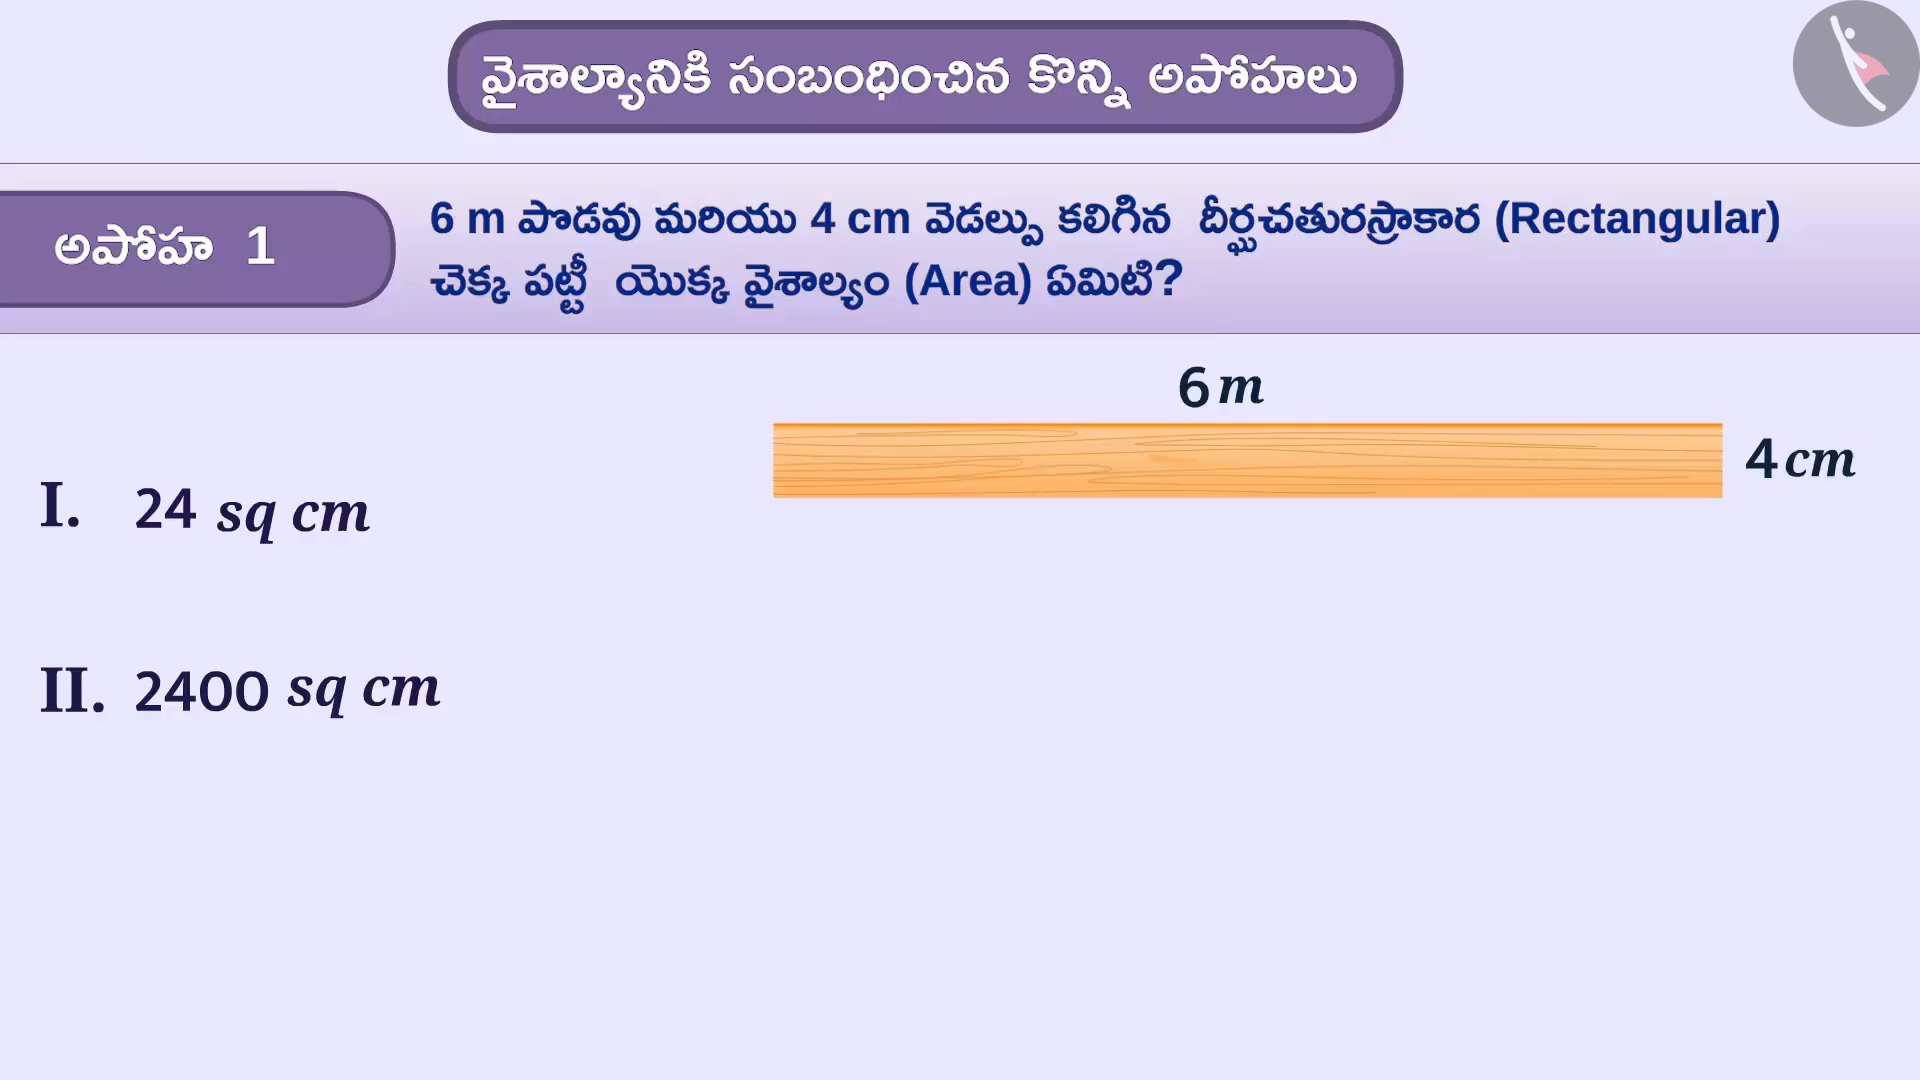 వైశాల్యానికి సంబంధించిన కొన్ని అపోహలు
అపోహ 1
6 m పొడవు మరియు 4 cm వెడల్పు కలిగిన దీర్ఘచతురస్రాకార (Rectangular)
చెక్క పట్టీ యొక్క వైశాల్యం (Area) ఏమిటి?
6 m
4 cm
I. 24 sq cm
II. 2400 sq cm